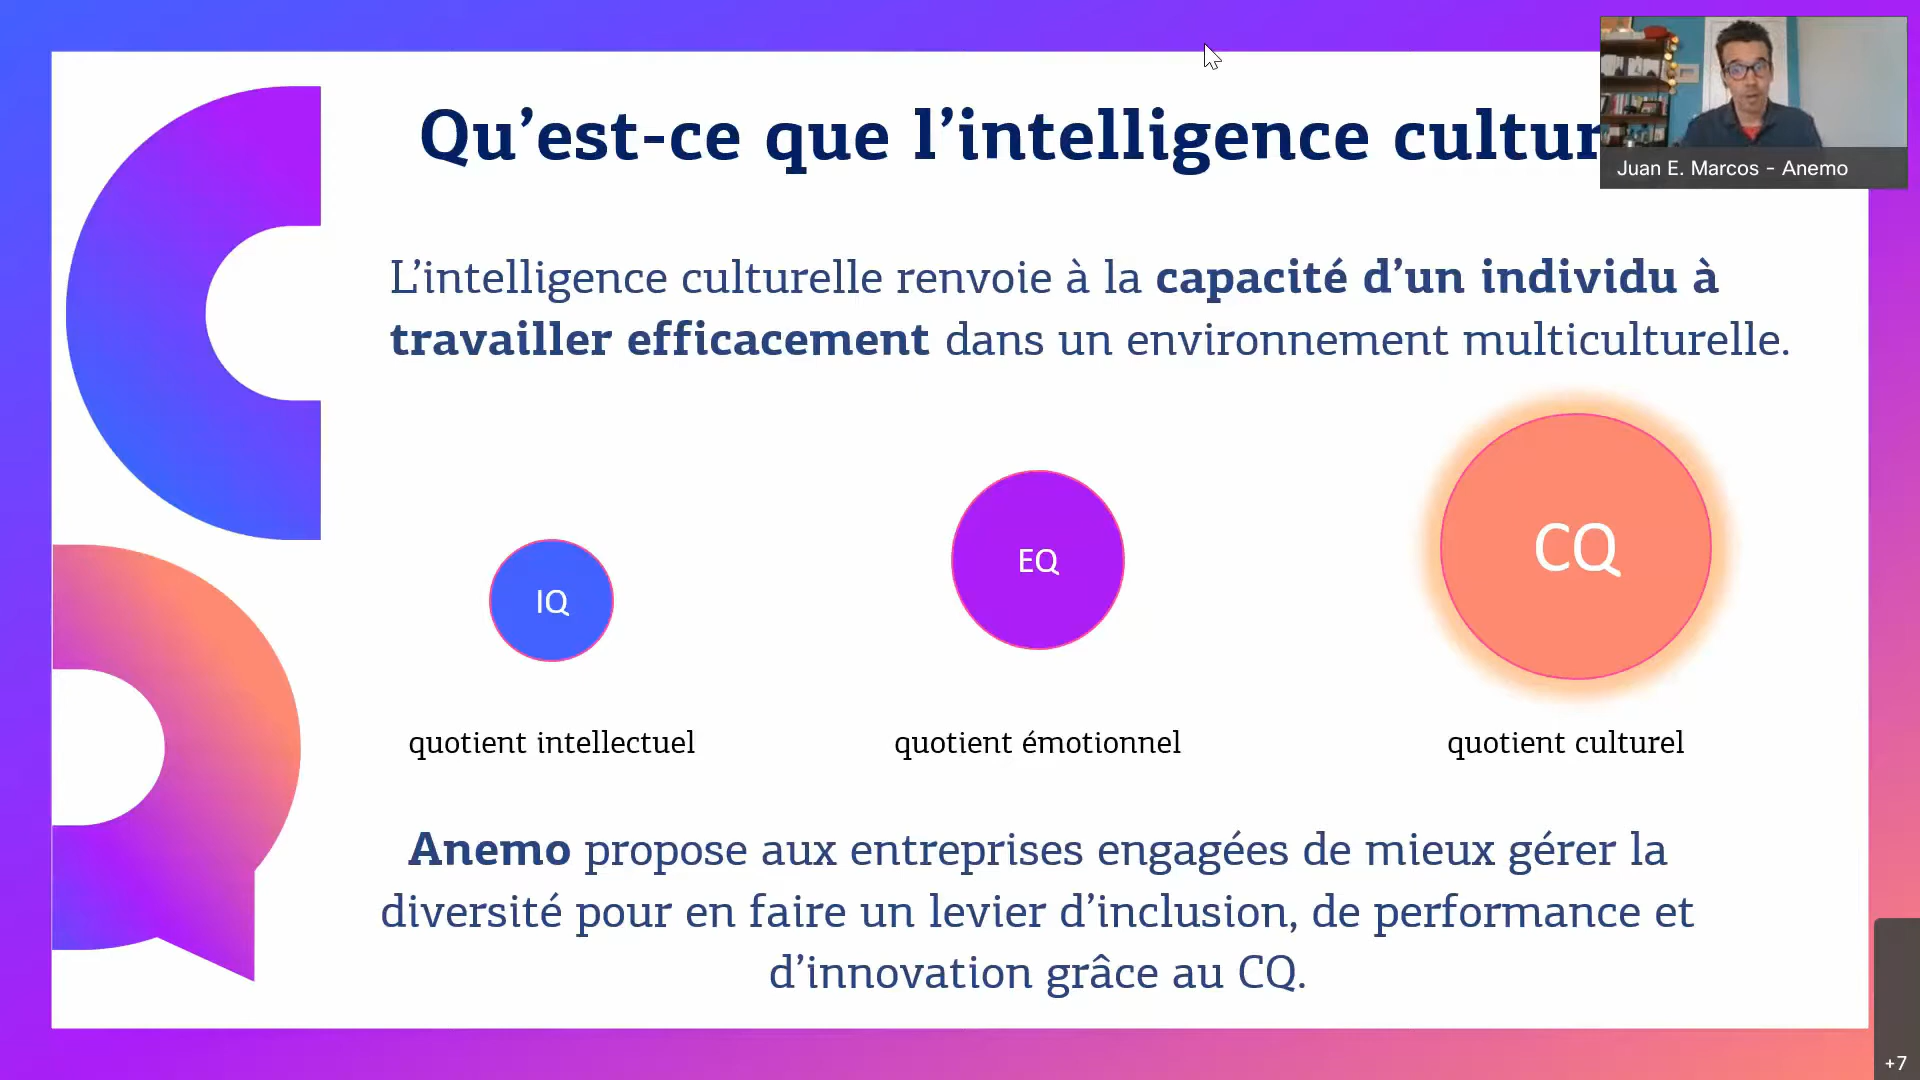 Qu’est-ce que l’intelligence
Juan E. Marcos - Anemo
L’intelligence culturelle renvoie à la capacité d’un individu à
travailler efficacement dans un environnement multiculturelle.
IQ
EQ
CQ
quotient intellectuel
quotient émotionnel
quotient culturel
Anemo propose aux entreprises engagées de mieux gérer la
diversité pour en faire un levier d’inclusion, de performance et
d’innovation grâce au CQ.
+7